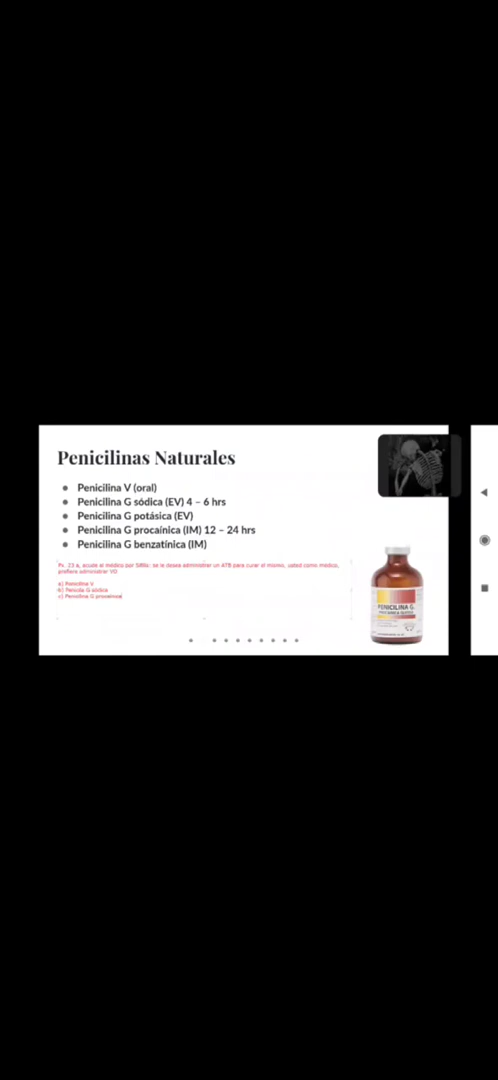 Penicilinas Naturales
Penicilina V (oral)
Penicilina G sódica (EV) 4 – 6 hrs
Penicilina G potásica (EV)
Penicilina G procaínica (IM) 12 – 24 hrs
Penicilina G benzatínica (IM)
Px. 23 a, acude al médico por Sífilis: se le desea administrar un ATB para curar el mismo, usted como médico,
prefiere administrar VO
a) Penicilina V
b) Penicila G sódica
c) Penicilina G
PENICILINA G.